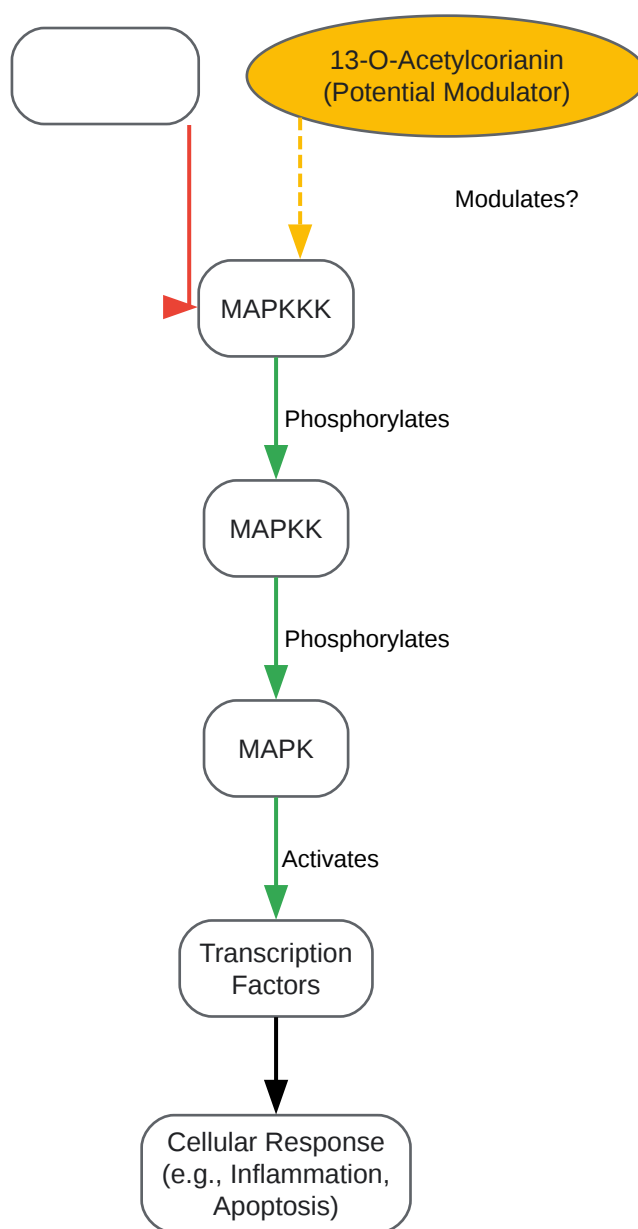 13-O-Acetylcorianin
(Potential Modulator)
Modulates?
MAPKKK
Phosphorylates
MAPKK
Phosphorylates
MAPK
Activates
Transcription
Factors
Cellular Response
(e.g., Inflammation,
Apoptosis)